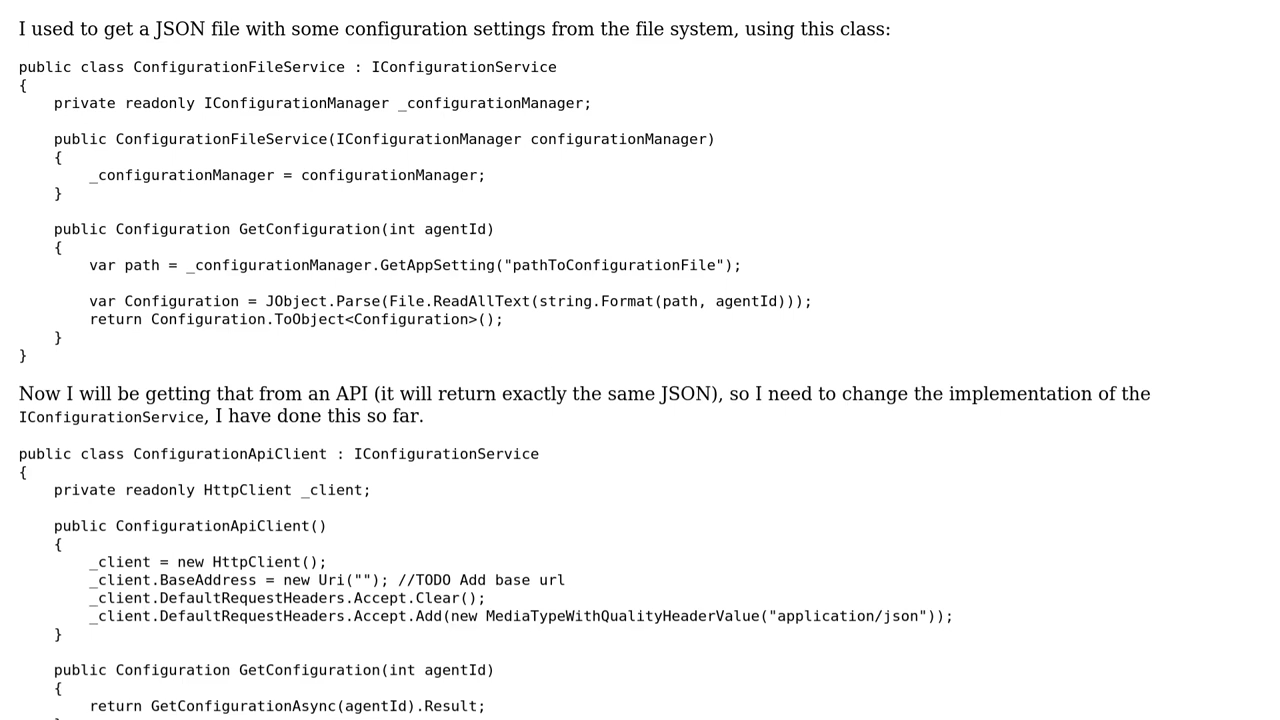 I used to get a JSON file with some configuration settings from the file system, using this class:
public class ConfigurationFileService : IConfigurationService
{
    private readonly IConfigurationManager _configurationManager;

    public ConfigurationFileService(IConfigurationManager configurationManager)
    {
        _configurationManager = configurationManager;
    }

    public Configuration GetConfiguration(int agentId)
    {
        var path = _configurationManager.GetAppSetting("pathToConfigurationFile");

        var Configuration = JObject.Parse(File.ReadAllText(string.Format(path, agentId)));
        return Configuration.ToObject<Configuration>();
    }
}
Now I will be getting that from an API (it will return exactly the same JSON), so I need to change the implementation of the
IConfigurationService, I have done this so far.
public class ConfigurationApiClient : IConfigurationService
{
    private readonly HttpClient _client;

    public ConfigurationApiClient()
    {
        _client = new HttpClient();
        _client.BaseAddress = new Uri(""); //TODO Add base url
        _client.DefaultRequestHeaders.Accept.Clear();
        _client.DefaultRequestHeaders.Accept.Add(new MediaTypeWithQualityHeaderValue("application/json"));
    }

    public Configuration GetConfiguration(int agentId)
    {
        return GetConfigurationAsync(agentId).Result;